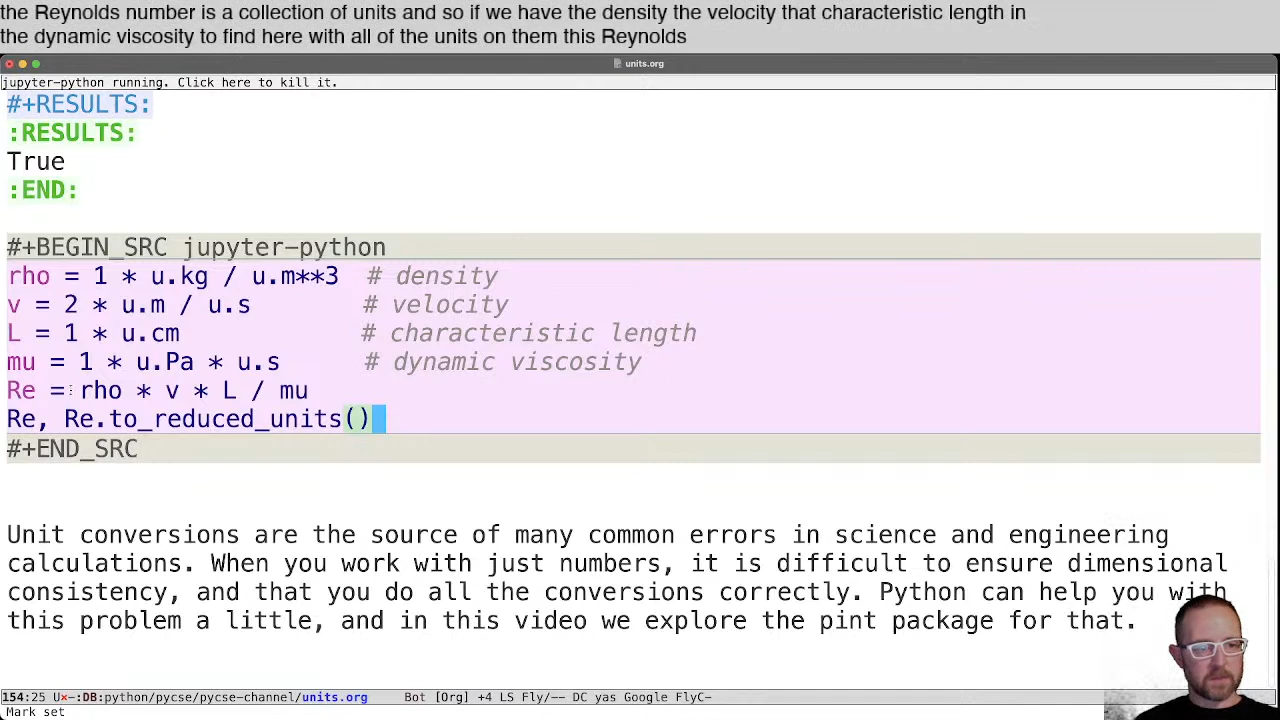 the Reynolds number is a collection of units and so if we have the density the velocity that characteristic length in
the dynamic viscosity to find here with all of the units on them this Reynolds
units.org
jupyter-python running. Click here to kill it.
#+RESULTS:
:RESULTS:
True
:END:
#+BEGIN_SRC jupyter-python
rho = 1 * u.kg / u.m**3  # density
v = 2 * u.m / u.s        # velocity
L = 1 * u.cm             # characteristic length
mu = 1 * u.Pa * u.s      # dynamic viscosity
Re = rho * v * L / mu
Re, Re.to_reduced_units()
#+END_SRC
Unit conversions are the source of many common errors in science and engineering
calculations. When you work with just numbers, it is difficult to ensure dimensional
consistency, and that you do all the conversions correctly. Python can help you with
this problem a little, and in this video we explore the pint package for that.
154:25 U×-:DB:python/pycse/pycse-channel/units.org Bot [Org] +4 LS Fly/-- DC yas Google FlyC-
Mark set